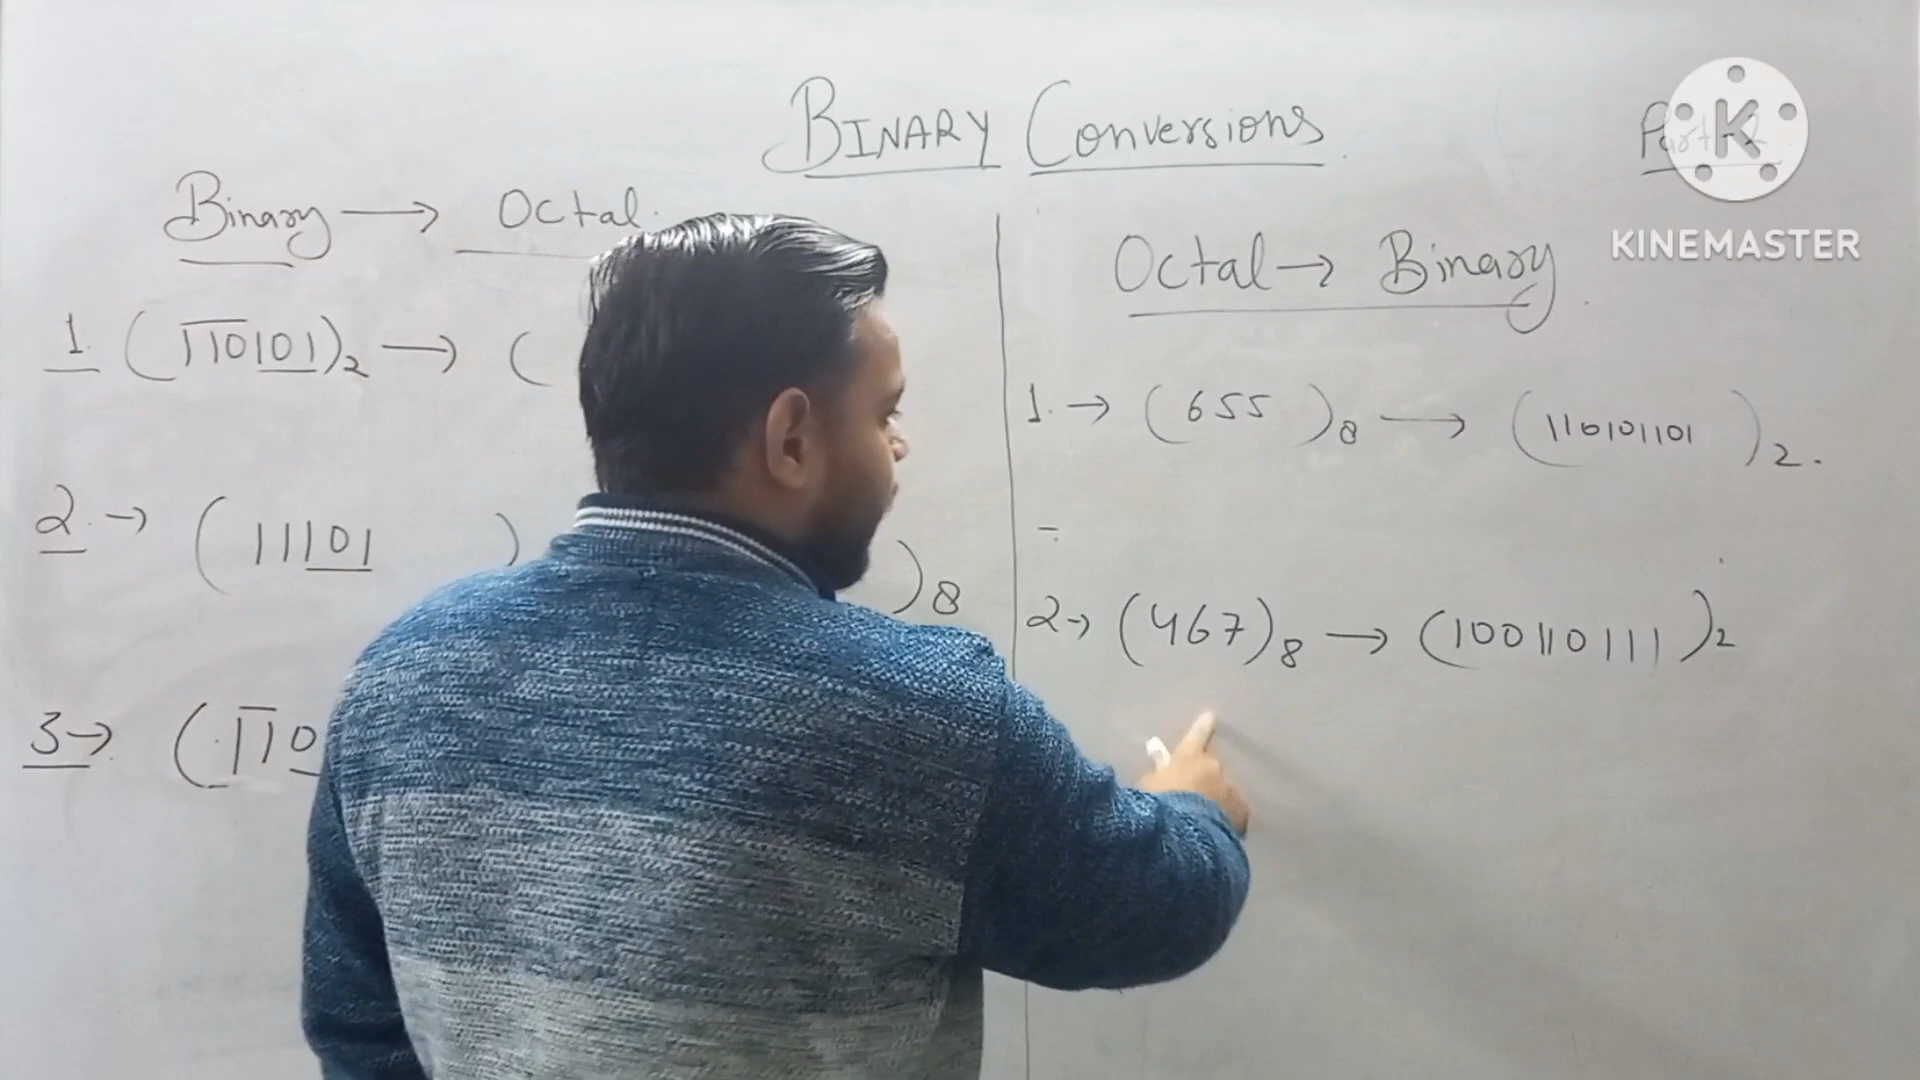 BINARY Conversions
KINEMASTER
Binary → Octal.
1. (110101)₂ → (
2. → (11101 ) )₈
3 → (110
Octal → Binary.
1. → (655)₈ → (110101101)₂.
2 → (467)₈ → (100110111)₂